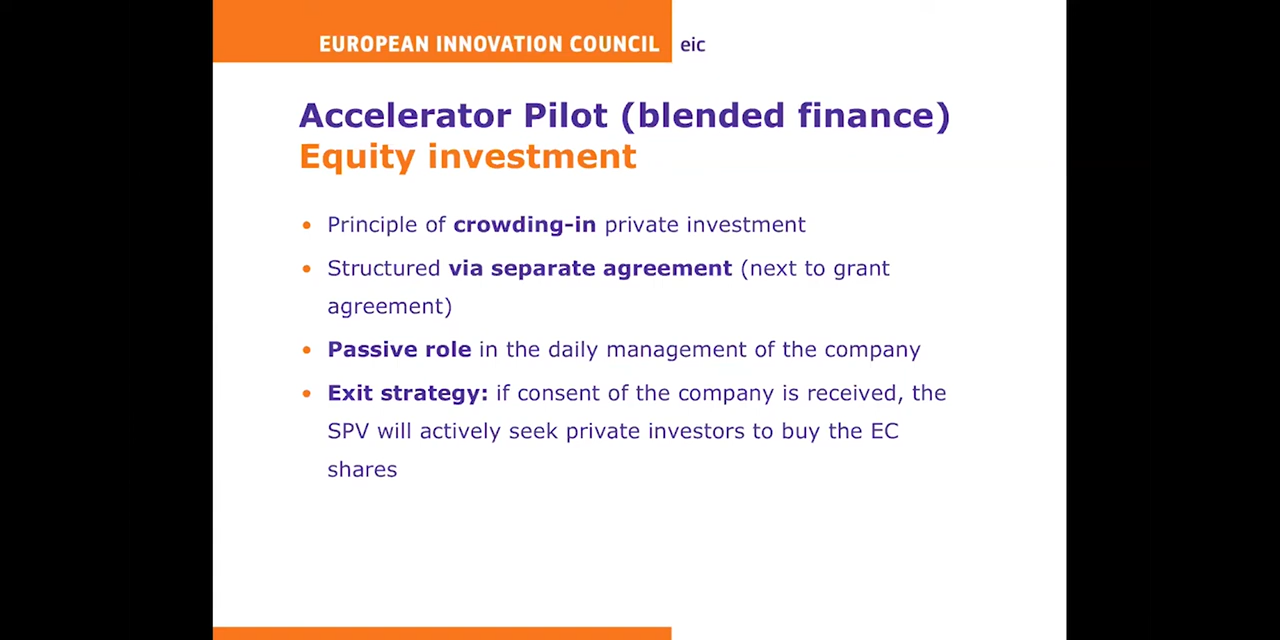 EUROPEAN INNOVATION COUNCIL eic
Accelerator Pilot (blended finance)
Equity investment
• Principle of crowding-in private investment
• Structured via separate agreement (next to grant
agreement)
• Passive role in the daily management of the company
• Exit strategy: if consent of the company is received, the
SPV will actively seek private investors to buy the EC
shares